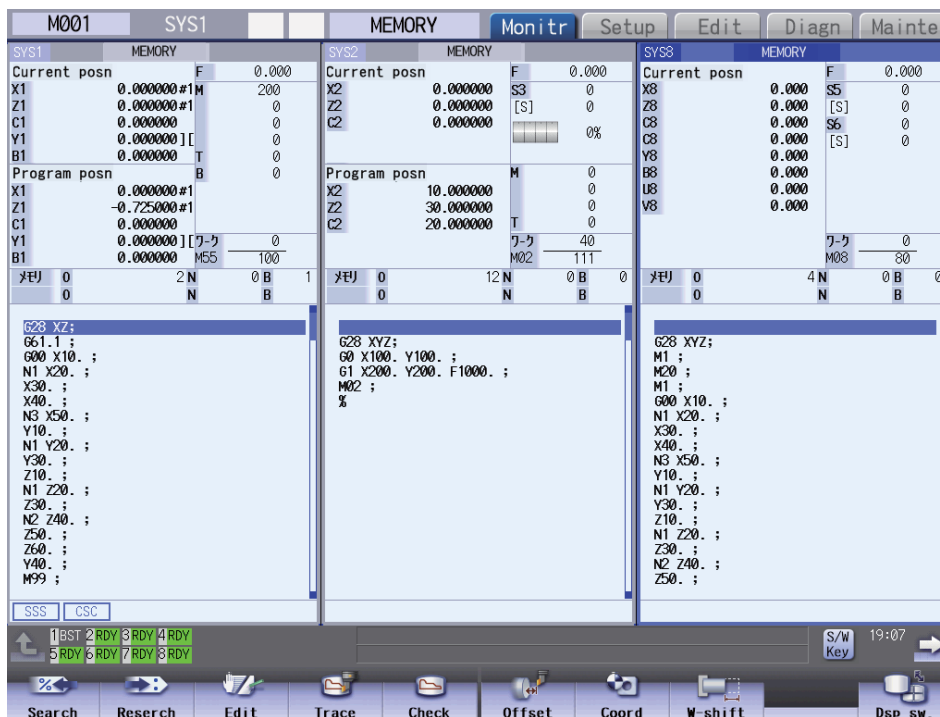 M001 SYS1 MEMORY Monitr Setup Edit Diagn Mainte
SYS1 MEMORY
Current posn F 0.000
X1 0.000000#1 M 200
Z1 0.000000#1 0
C1 0.000000 0
Y1 0.000000][ 0
B1 0.000000 T 0
Program posn B 0
X1 0.000000#1
Z1 -0.725000#1
C1 0.000000
Y1 0.000000][ ワーク 0
B1 0.000000 M55 100
メモリ O 2 N 0 B 1
O N B
G28 XZ;
G61.1 ;
G00 X10. ;
N1 X20. ;
X30. ;
X40. ;
N3 X50. ;
Y10. ;
N1 Y20. ;
Y30. ;
Z10. ;
N1 Z20. ;
Z30. ;
N2 Z40. ;
Z50. ;
Z60. ;
Y40. ;
M99 ;
SSS CSC
SYS2 MEMORY
Current posn F 0.000
X2 0.000000 S3 0
Z2 0.000000 [S] 0
C2 0.000000
0%
Program posn M 0
X2 10.000000 0
Z2 30.000000 0
C2 20.000000 T 0
ワーク 40
M02 111
メモリ O 12 N 0 B 0
O N B
G28 XYZ;
G0 X100. Y100. ;
G1 X200. Y200. F1000. ;
M02 ;
%
SYS8 MEMORY
Current posn F 0.000
X8 0.000 S5 0
Z8 0.000 [S] 0
C8 0.000 S6 0
C8 0.000 [S] 0
Y8 0.000
B8 0.000
U8 0.000
V8 0.000
ワーク 0
M08 80
メモリ O 4 N 0 B 0
O N B
G28 XYZ;
M1 ;
M20 ;
M1 ;
G00 X10. ;
N1 X20. ;
X30. ;
X40. ;
N3 X50. ;
Y10. ;
N1 Y20. ;
Y30. ;
Z10. ;
N1 Z20. ;
Z30. ;
N2 Z40. ;
Z50. ;
1 BST 2 RDY 3 RDY 4 RDY
5 RDY 6 RDY 7 RDY 8 RDY
S/W Key 19:07
Search Reserch Edit Trace Check Offset Coord W-shift Dsp sw